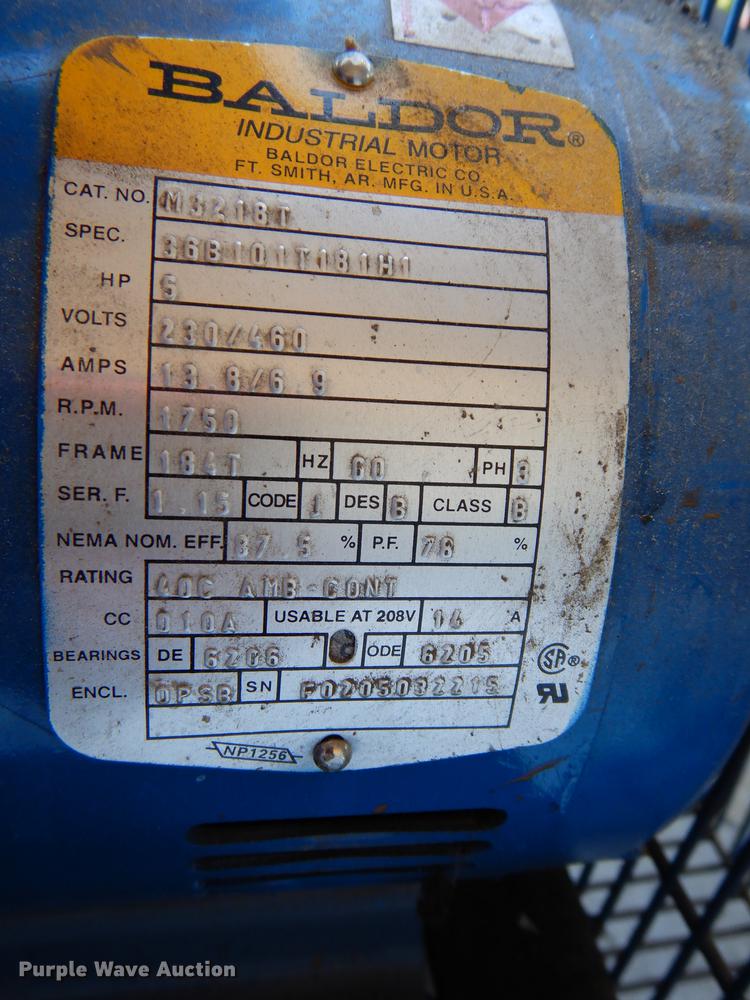 BALDOR®
INDUSTRIAL MOTOR
BALDOR ELECTRIC CO.
FT. SMITH, AR. MFG. IN U.S.A.
CAT. NO. M3218T
SPEC. 36B101T181H1
HP 5
VOLTS 230/460
AMPS 13.8/6.9
R.P.M. 1750
FRAME 184T HZ 60 PH 3
SER. F. 1.15 CODE J DES B CLASS B
NEMA NOM. EFF. 87.5 % P.F. 76 %
RATING 40C AMB-CONT
CC 010A USABLE AT 208V 14 A
BEARINGS DE 6206 ODE 6205
ENCL. OPSB SN F0205032215
SA®
NP1256
Purple Wave Auction